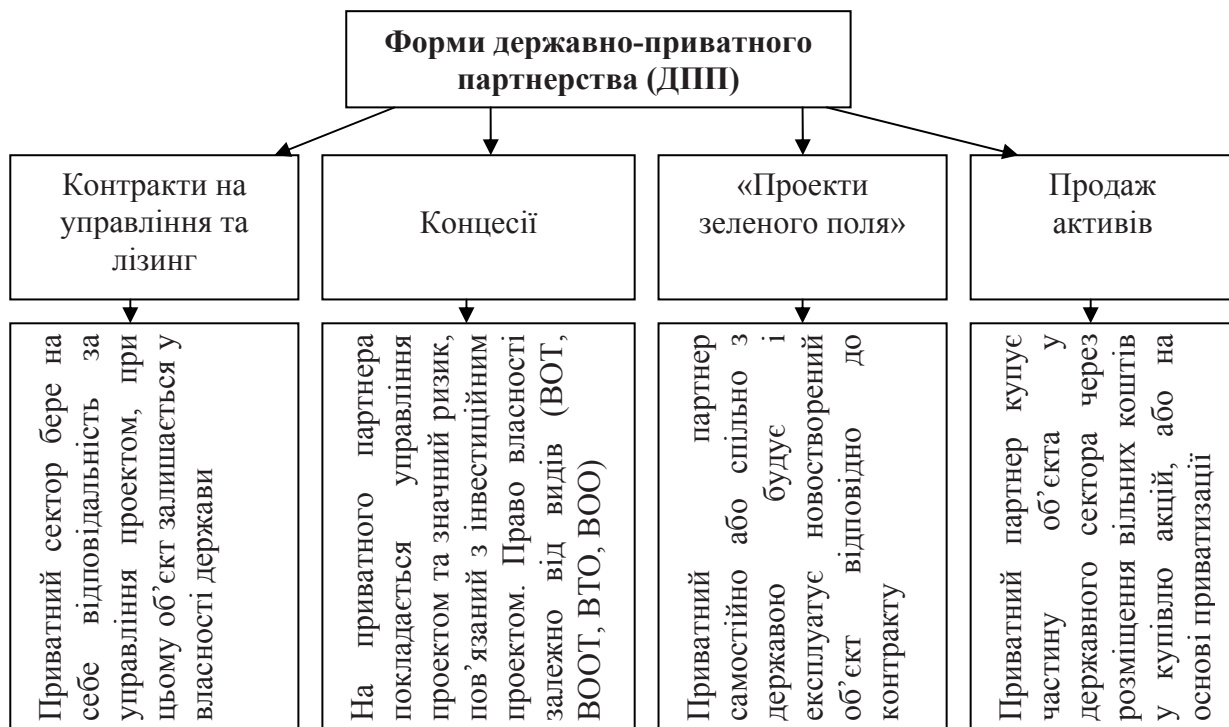 Форми державно-приватного
партнерства (ДПП)
Контракти на
управління та
лізинг
Концесії
«Проекти
зеленого поля»
Продаж
активів
Приватний сектор бере на
себе відповідальність за
управління проектом, при
цьому об’єкт залишається у
власності держави
На приватного партнера
покладається управління
проектом та значний ризик,
пов’язаний з інвестиційним
проектом. Право власності
залежно від видів (BOT,
BOOT, BTO, BOO)
Приватний партнер
самостійно або спільно з
державою будує і
експлуатує новостворений
об’єкт відповідно до
контракту
Приватний партнер купує
частину об’єкта у
державного сектора через
розміщення вільних коштів
у купівлю акцій, або на
основі приватизації